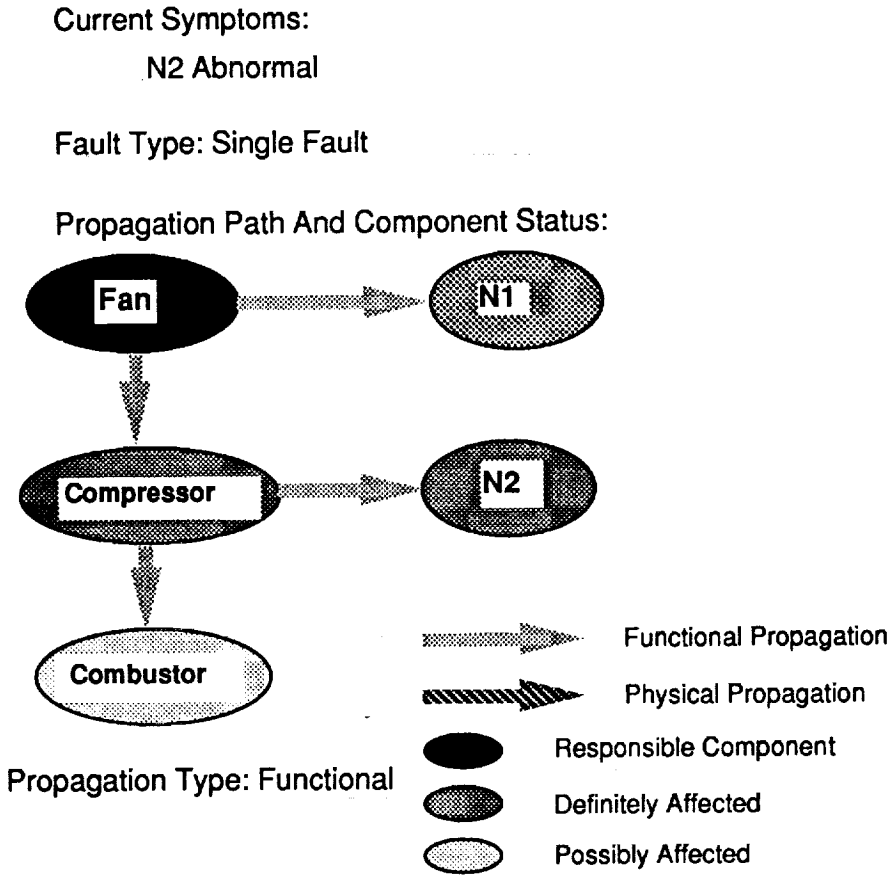 Current Symptoms:
N2 Abnormal
Fault Type: Single Fault
Propagation Path And Component Status:
Fan
N1
Compressor
N2
Combustor
Functional Propagation
Physical Propagation
Responsible Component
Definitely Affected
Possibly Affected
Propagation Type: Functional